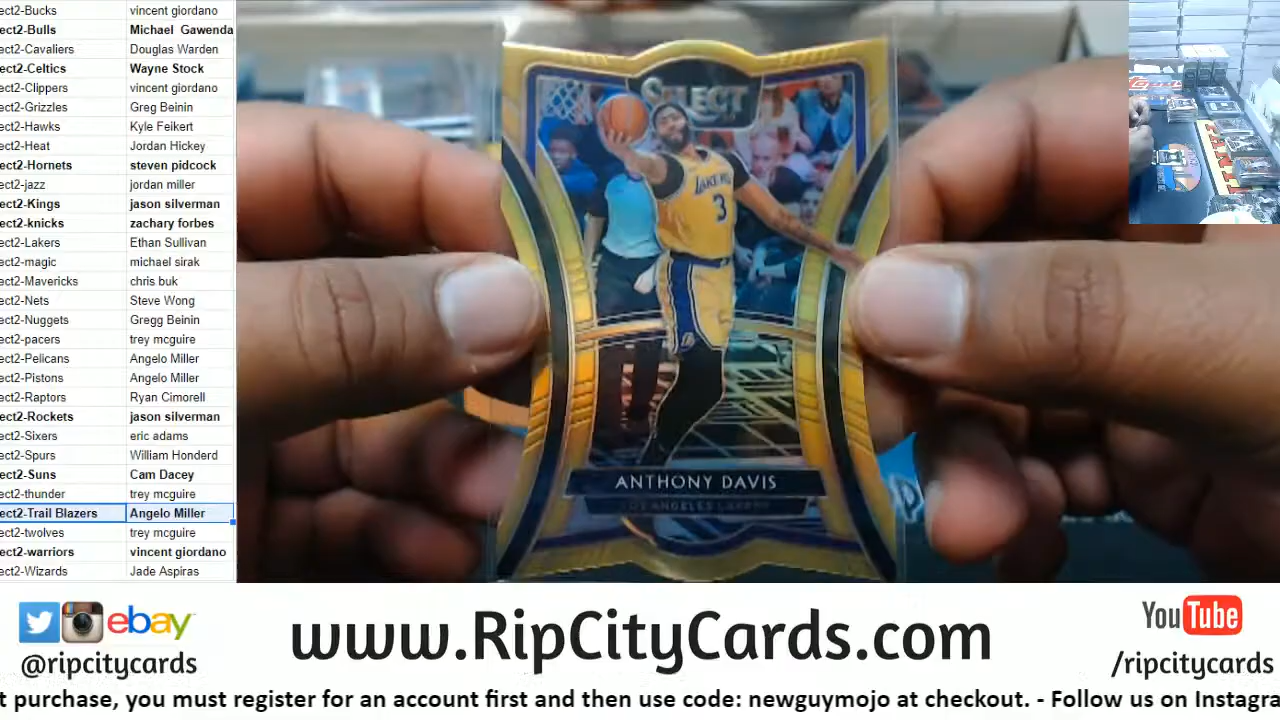 ect2-Bucks vincent giordano
ect2-Bulls Michael Gawenda
ect2-Cavaliers Douglas Warden
ect2-Celtics Wayne Stock
ect2-Clippers vincent giordano
ect2-Grizzles Greg Beinin
ect2-Hawks Kyle Feikert
ect2-Heat Jordan Hickey
ect2-Hornets steven pidcock
ect2-jazz jordan miller
ect2-Kings jason silverman
ect2-knicks zachary forbes
ect2-Lakers Ethan Sullivan
ect2-magic michael sirak
ect2-Mavericks chris buk
ect2-Nets Steve Wong
ect2-Nuggets Gregg Beinin
ect2-pacers trey mcguire
ect2-Pelicans Angelo Miller
ect2-Pistons Angelo Miller
ect2-Raptors Ryan Cimorell
ect2-Rockets jason silverman
ect2-Sixers eric adams
ect2-Spurs William Honderd
ect2-Suns Cam Dacey
ect2-thunder trey mcguire
ect2-Trail Blazers Angelo Miller
ect2-twolves trey mcguire
ect2-warriors vincent giordano
ect2-Wizards Jade Aspiras
SELECT
LAKERS
3
ANTHONY DAVIS
LOS ANGELES LAKERS
ebay
@ripcitycards
www.RipCityCards.com
YouTube
/ripcitycards
t purchase, you must register for an account first and then use code: newguymojo at checkout. - Follow us on Instagra